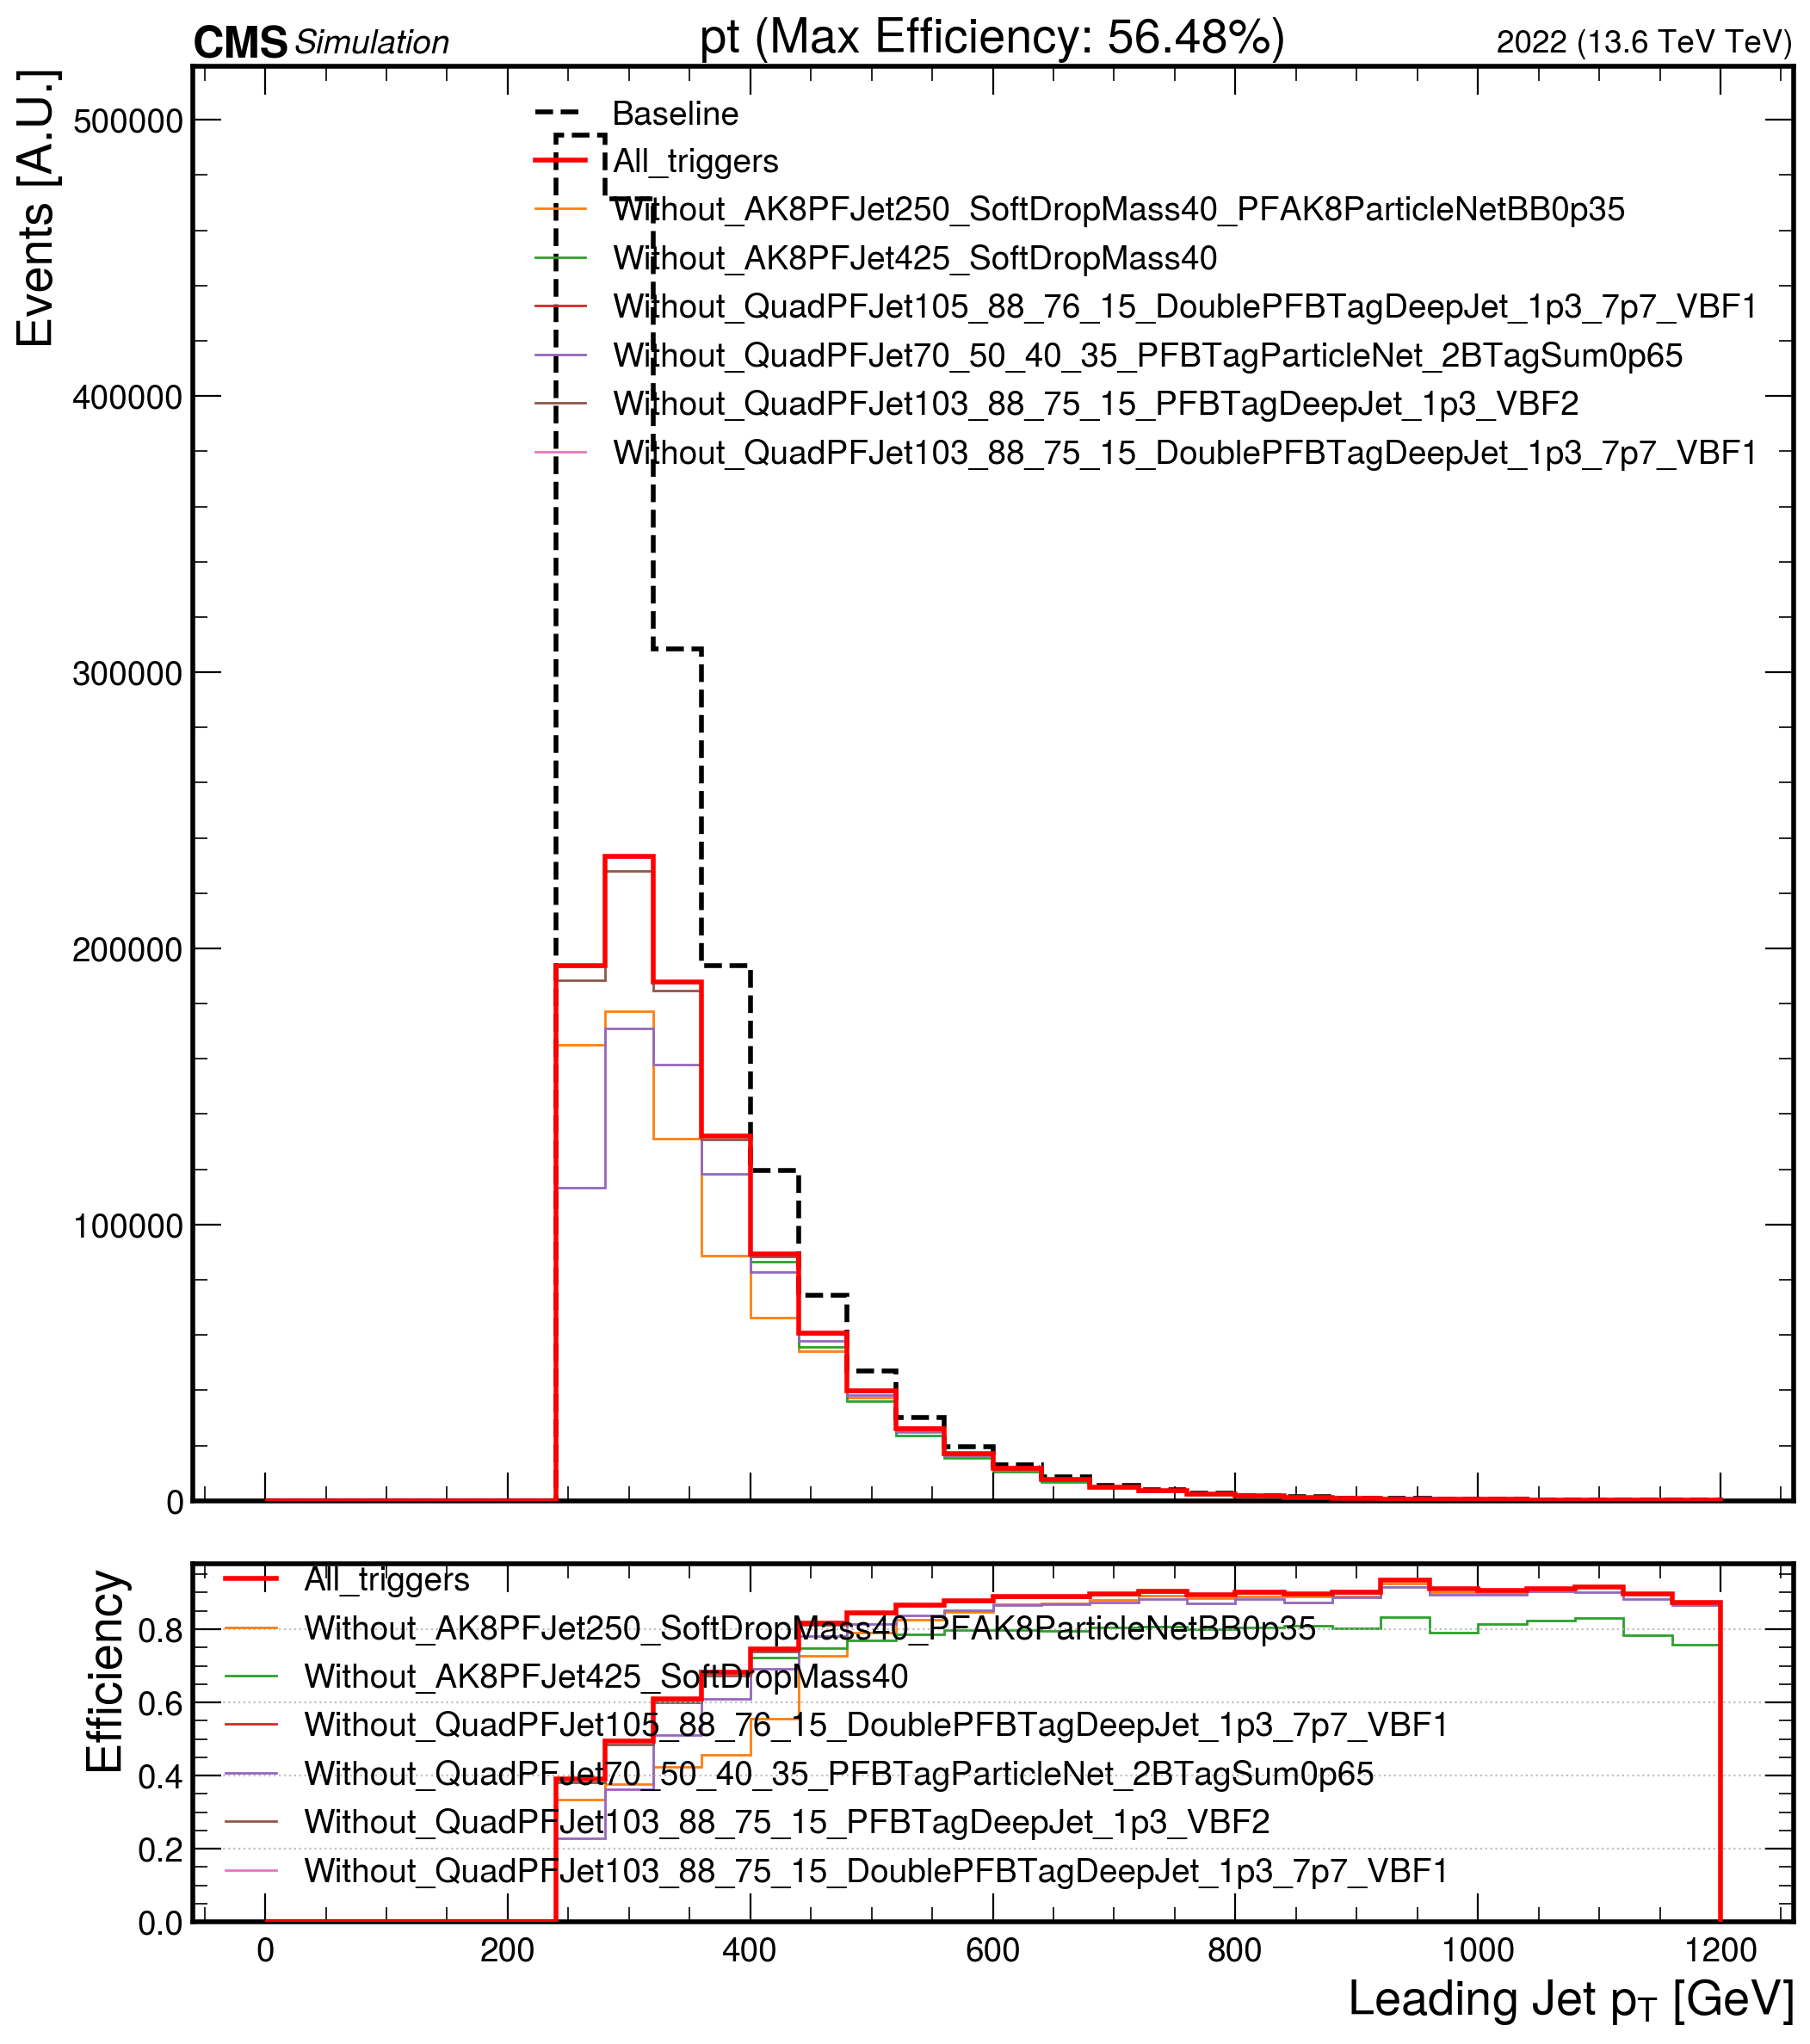 CMS Simulation pt (Max Efficiency: 56.48%) 2022 (13.6 TeV TeV)
Events [A.U.]
500000
400000
300000
200000
100000
0
Baseline
All_triggers
Without_AK8PFJet250_SoftDropMass40_PFAK8ParticleNetBB0p35
Without_AK8PFJet425_SoftDropMass40
Without_QuadPFJet105_88_76_15_DoublePFBTagDeepJet_1p3_7p7_VBF1
Without_QuadPFJet70_50_40_35_PFBTagParticleNet_2BTagSum0p65
Without_QuadPFJet103_88_75_15_PFBTagDeepJet_1p3_VBF2
Without_QuadPFJet103_88_75_15_DoublePFBTagDeepJet_1p3_7p7_VBF1
Efficiency
0.8
0.6
0.4
0.2
0.0
All_triggers
Without_AK8PFJet250_SoftDropMass40_PFAK8ParticleNetBB0p35
Without_AK8PFJet425_SoftDropMass40
Without_QuadPFJet105_88_76_15_DoublePFBTagDeepJet_1p3_7p7_VBF1
Without_QuadPFJet70_50_40_35_PFBTagParticleNet_2BTagSum0p65
Without_QuadPFJet103_88_75_15_PFBTagDeepJet_1p3_VBF2
Without_QuadPFJet103_88_75_15_DoublePFBTagDeepJet_1p3_7p7_VBF1
0 200 400 600 800 1000 1200
Leading Jet pT [GeV]